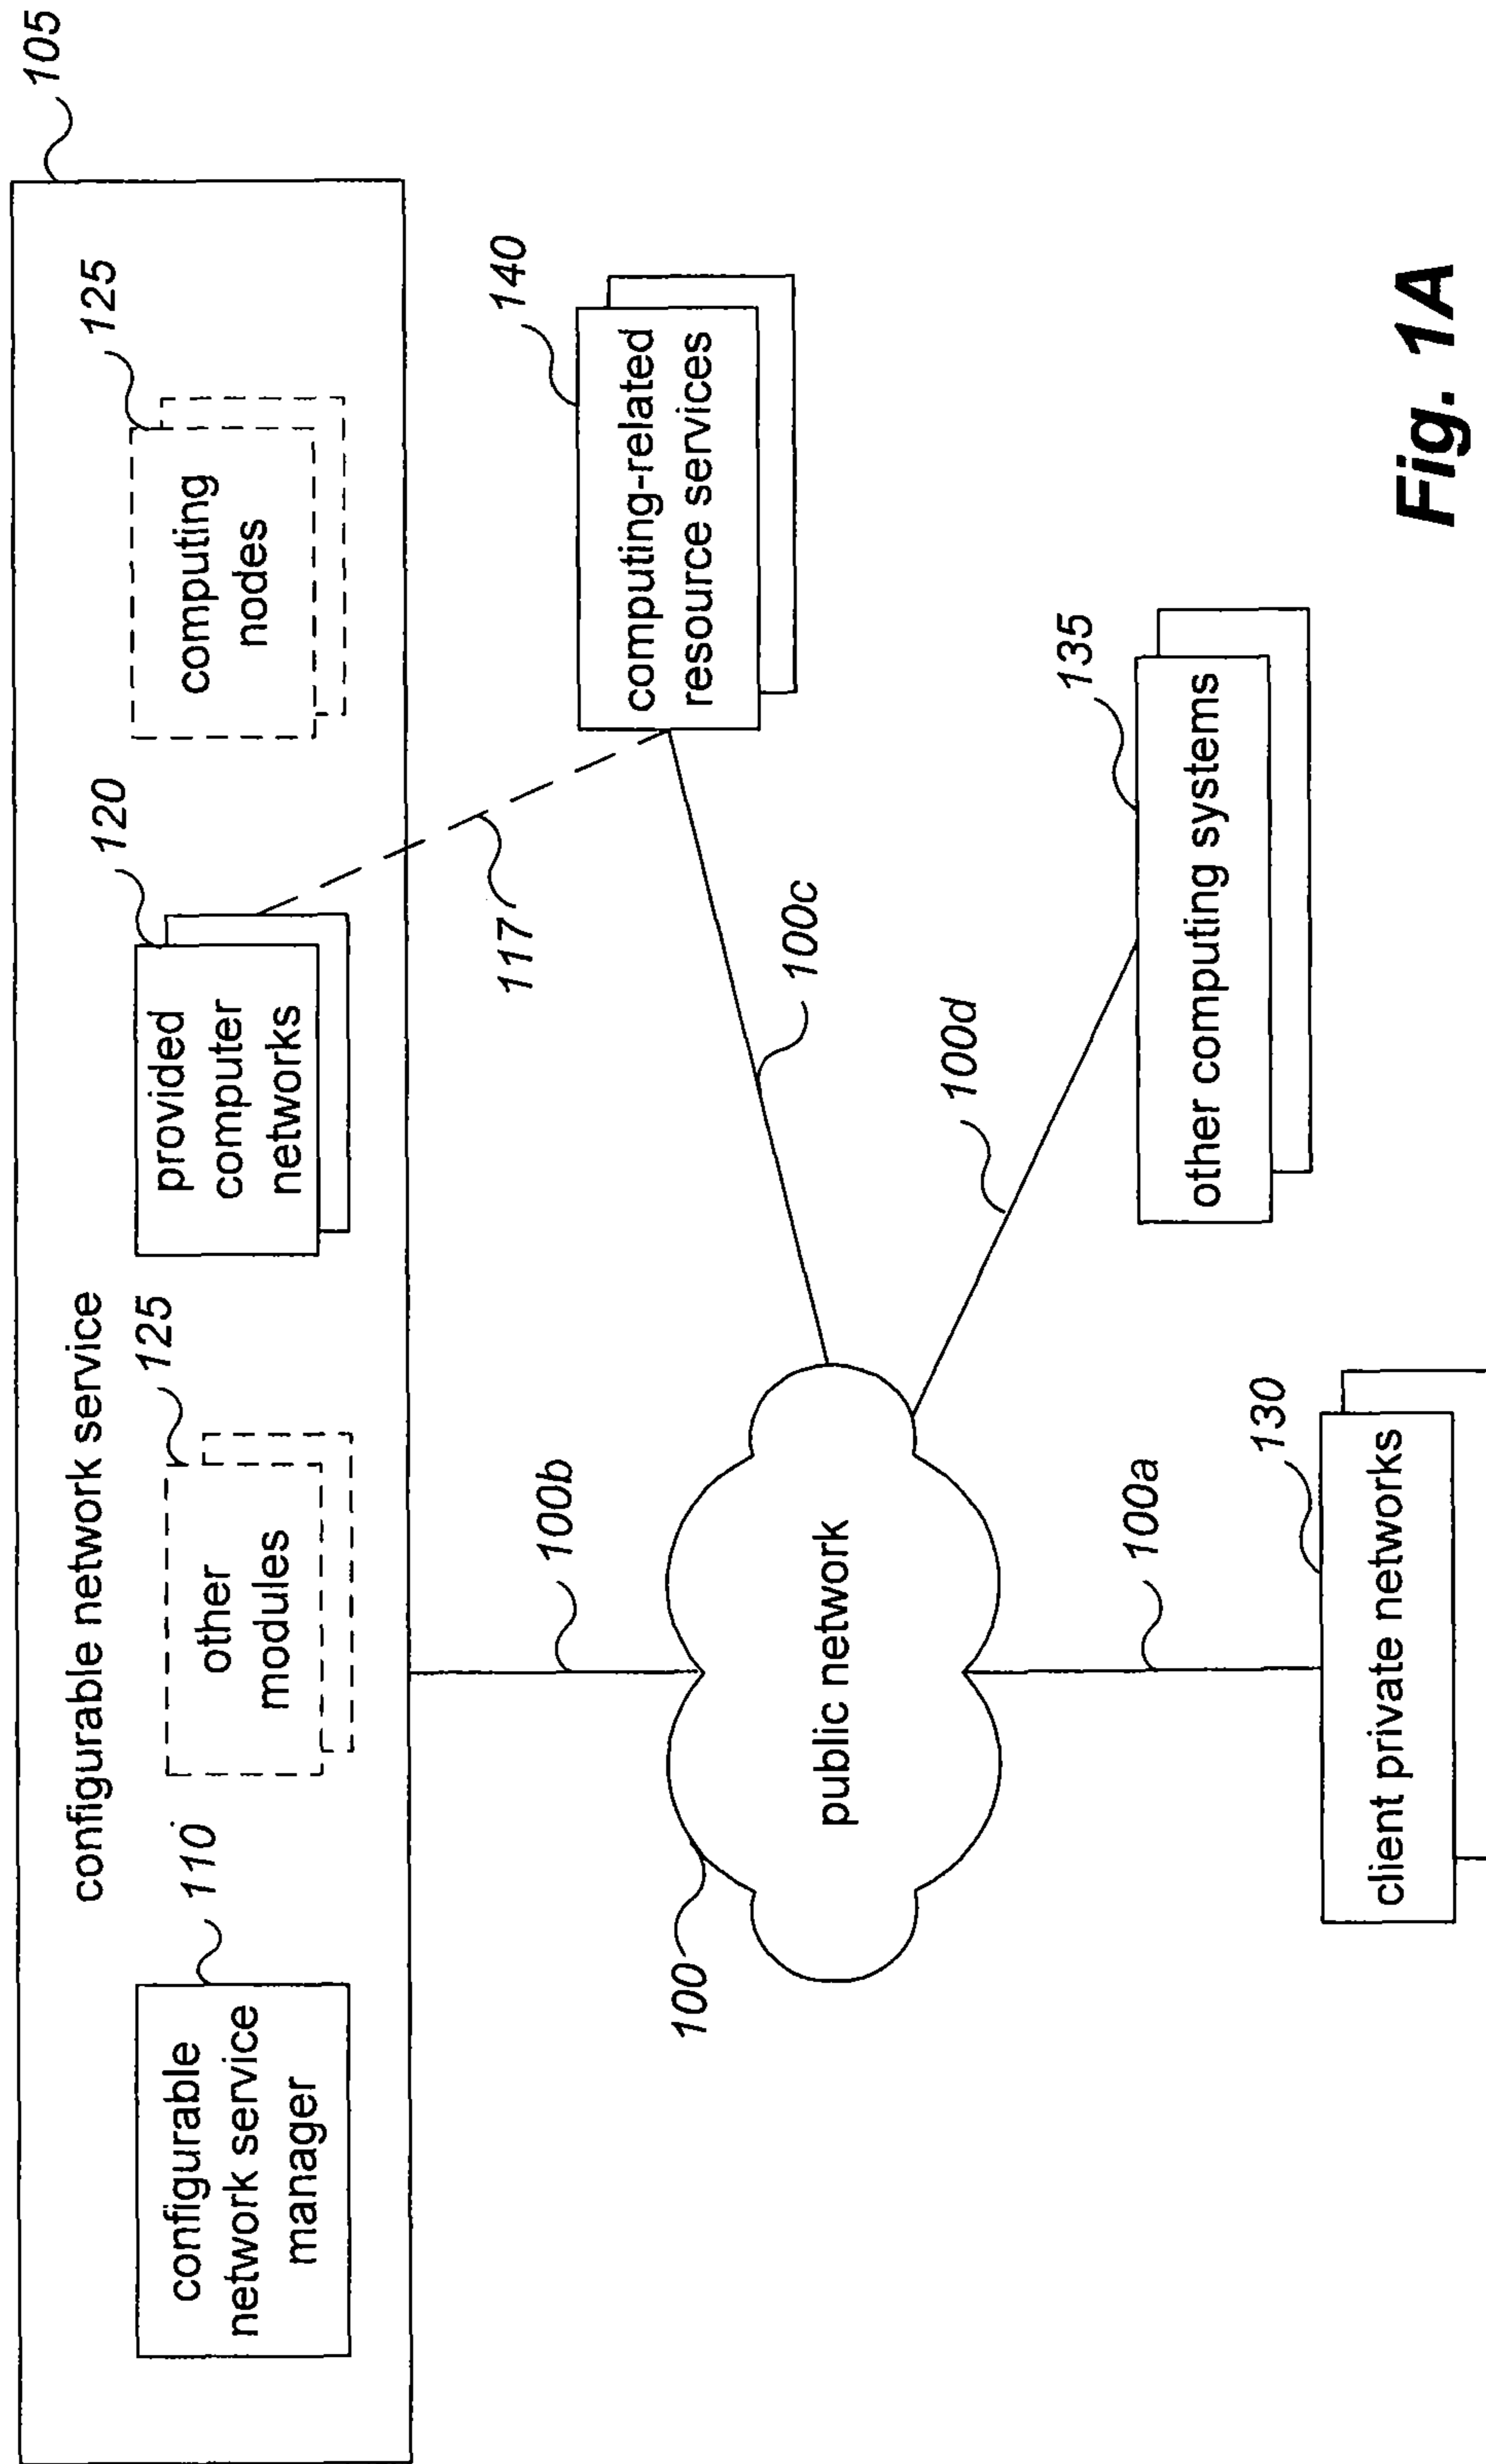 105
configurable network service
110
configurable
network service
manager
125
other
modules
120
provided
computer
networks
125
computing
nodes
117
140
computing-related
resource services
100b
100
public network
100c
100d
135
other computing systems
100a
130
client private networks
Fig. 1A